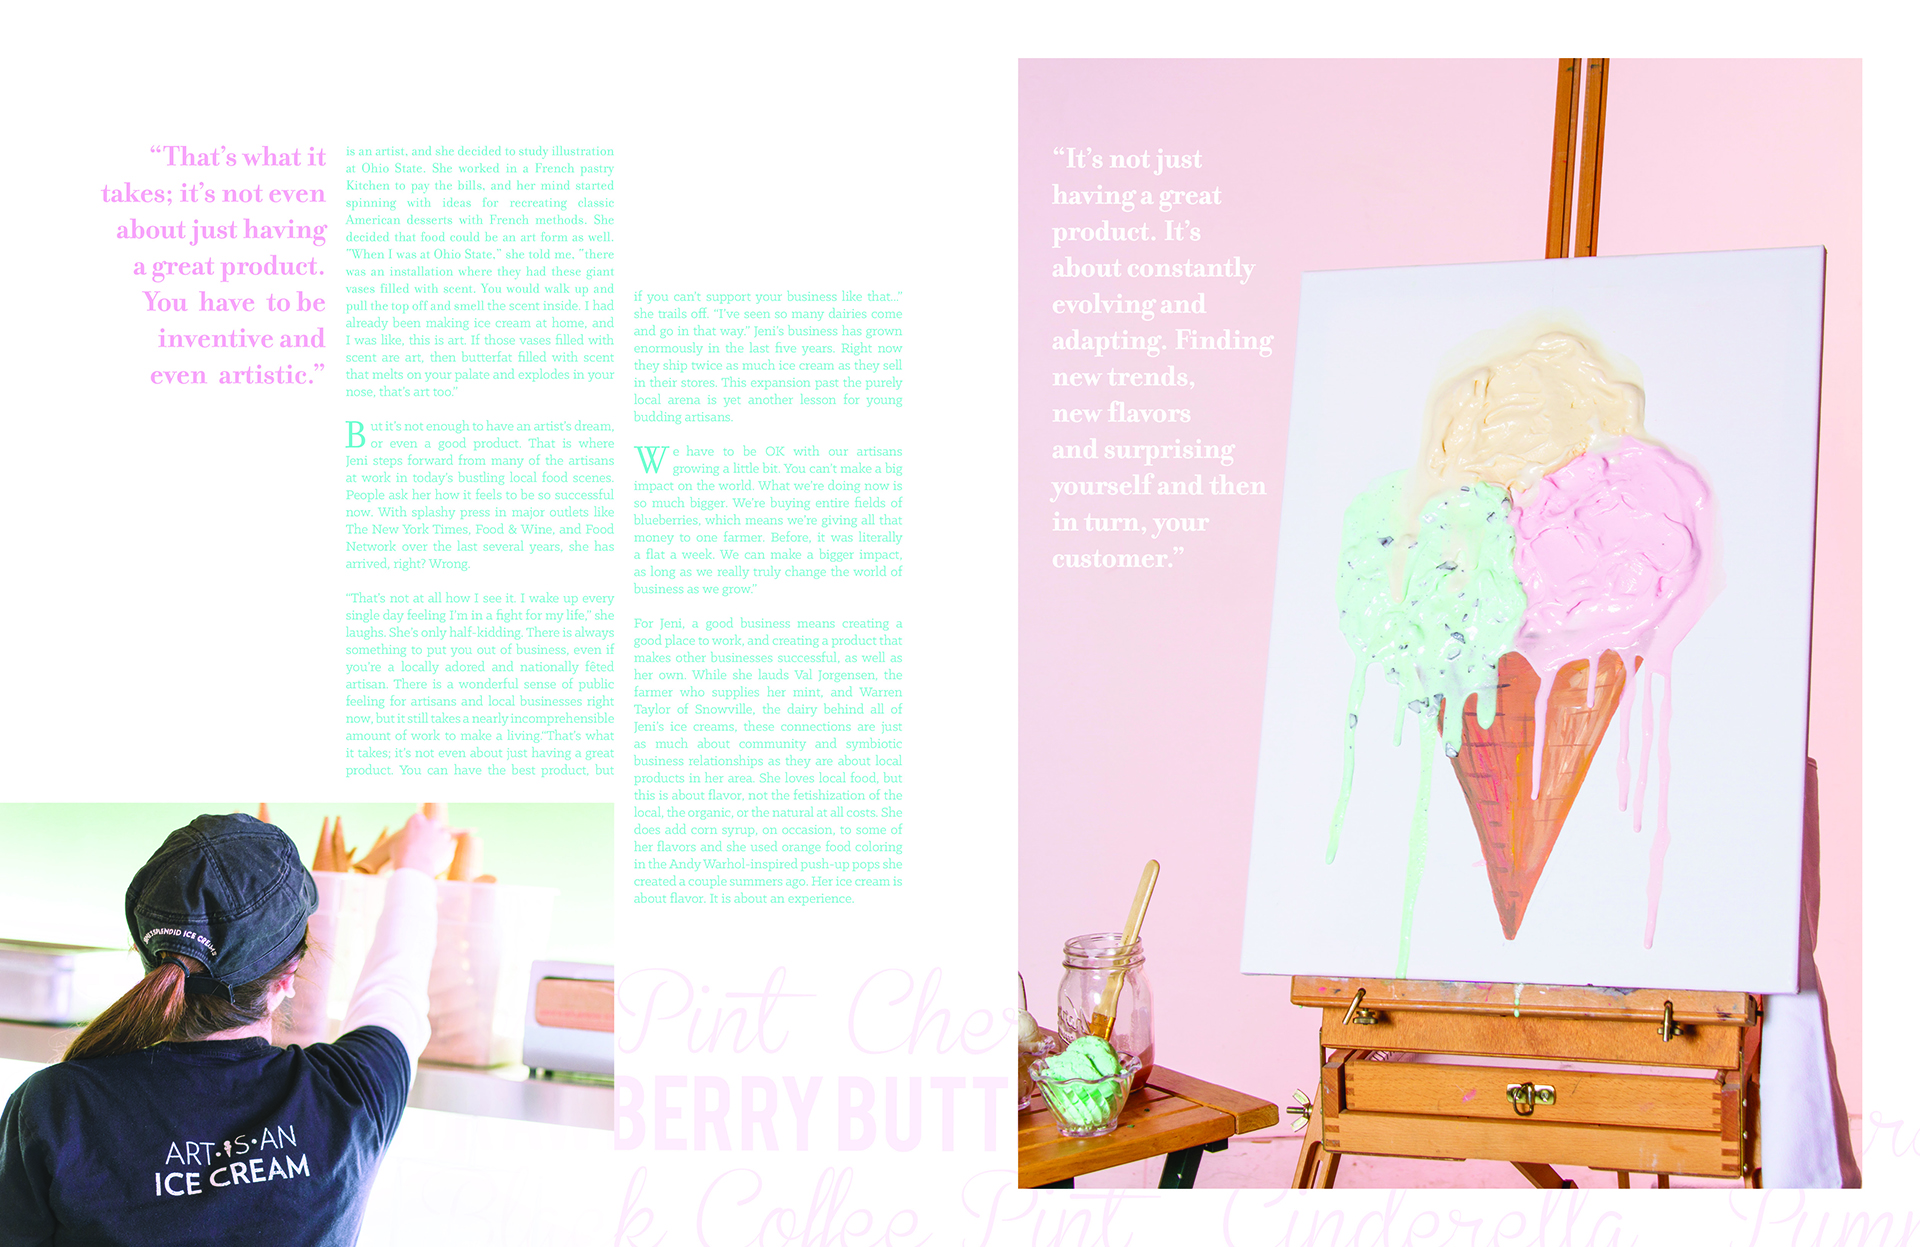 “That’s what it
takes; it’s not even
about just having
a great product.
You have to be
inventive and
even artistic.”
is an artist, and she decided to study illustration
at Ohio State. She worked in a French pastry
Kitchen to pay the bills, and her mind started
spinning with ideas for recreating classic
American desserts with French methods. She
decided that food could be an art form as well.
"When I was at Ohio State," she told me, "there
was an installation where they had these giant
vases filled with scent. You would walk up and
pull the top off and smell the scent inside. I had
already been making ice cream at home, and
I was like, this is art. If those vases filled with
scent are art, then butterfat filled with scent
that melts on your palate and explodes in your
nose, that's art too."
But it's not enough to have an artist's dream,
or even a good product. That is where
Jeni steps forward from many of the artisans
at work in today's bustling local food scenes.
People ask her how it feels to be so successful
now. With splashy press in major outlets like
The New York Times, Food & Wine, and Food
Network over the last several years, she has
arrived, right? Wrong.
"That's not at all how I see it. I wake up every
single day feeling I'm in a fight for my life," she
laughs. She's only half-kidding. There is always
something to put you out of business, even if
you're a locally adored and nationally fêted
artisan. There is a wonderful sense of public
feeling for artisans and local businesses right
now, but it still takes a nearly incomprehensible
amount of work to make a living."That's what
it takes; it's not even about just having a great
product. You can have the best product, but
if you can't support your business like that..."
she trails off. "I've seen so many dairies come
and go in that way." Jeni's business has grown
enormously in the last five years. Right now
they ship twice as much ice cream as they sell
in their stores. This expansion past the purely
local arena is yet another lesson for young
budding artisans.
We have to be OK with our artisans
growing a little bit. You can't make a big
impact on the world. What we're doing now is
so much bigger. We're buying entire fields of
blueberries, which means we're giving all that
money to one farmer. Before, it was literally
a flat a week. We can make a bigger impact,
as long as we really truly change the world of
business as we grow."
For Jeni, a good business means creating a
good place to work, and creating a product that
makes other businesses successful, as well as
her own. While she lauds Val Jorgensen, the
farmer who supplies her mint, and Warren
Taylor of Snowville, the dairy behind all of
Jeni's ice creams, these connections are just
as much about community and symbiotic
business relationships as they are about local
products in her area. She loves local food, but
this is about flavor, not the fetishization of the
local, the organic, or the natural at all costs. She
does add corn syrup, on occasion, to some of
her flavors and she used orange food coloring
in the Andy Warhol-inspired push-up pops she
created a couple summers ago. Her ice cream is
about flavor. It is about an experience.
“It’s not just
having a great
product. It’s
about constantly
evolving and
adapting. Finding
new trends,
new flavors
and surprising
yourself and then
in turn, your
customer.”
SPLENDID ICE CREAMS
ART·IS·AN
ICE CREAM
Pint Cher
BERRY BUTT
k Coffee Pint Cinderella Pump